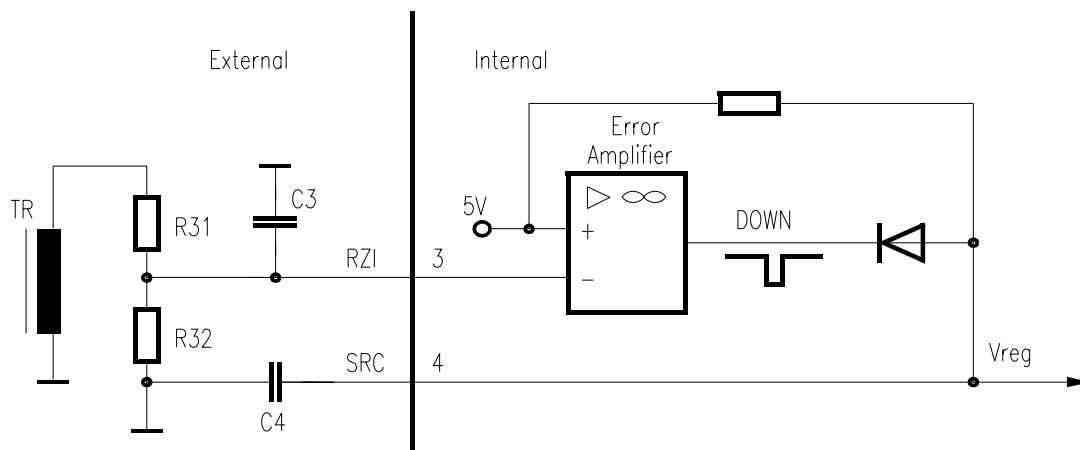 External
Internal
Error
Amplifier
TR
R31
C3
5V
+
−
DOWN
RZI
3
R32
SRC
4
C4
Vreg